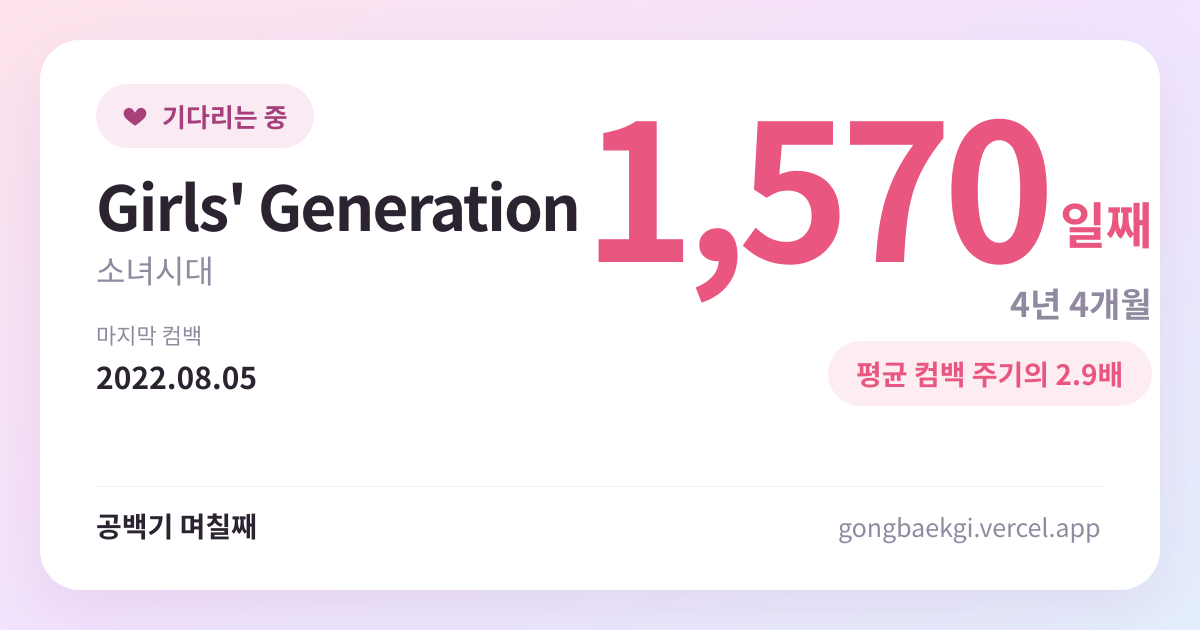 기다리는 중
Girls' Generation
소녀시대
마지막 컴백
2022.08.05
1,570 일째
4년 4개월
평균 컴백 주기의 2.9배
공백기 며칠째
gongbaekgi.vercel.app